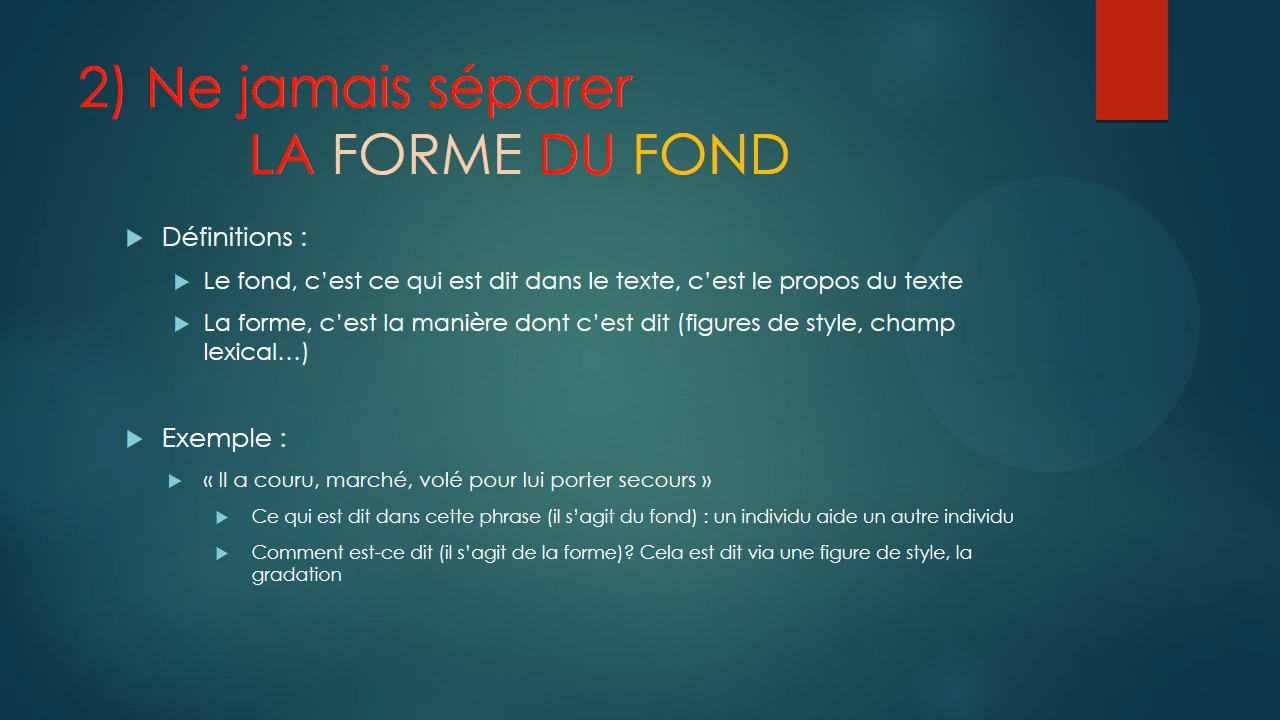 2) Ne jamais séparer
LA FORME DU FOND
Définitions :
Le fond, c’est ce qui est dit dans le texte, c’est le propos du texte
La forme, c’est la manière dont c’est dit (figures de style, champ
lexical…)
Exemple :
« Il a couru, marché, volé pour lui porter secours »
Ce qui est dit dans cette phrase (il s’agit du fond) : un individu aide un autre individu
Comment est-ce dit (il s’agit de la forme)? Cela est dit via une figure de style, la
gradation